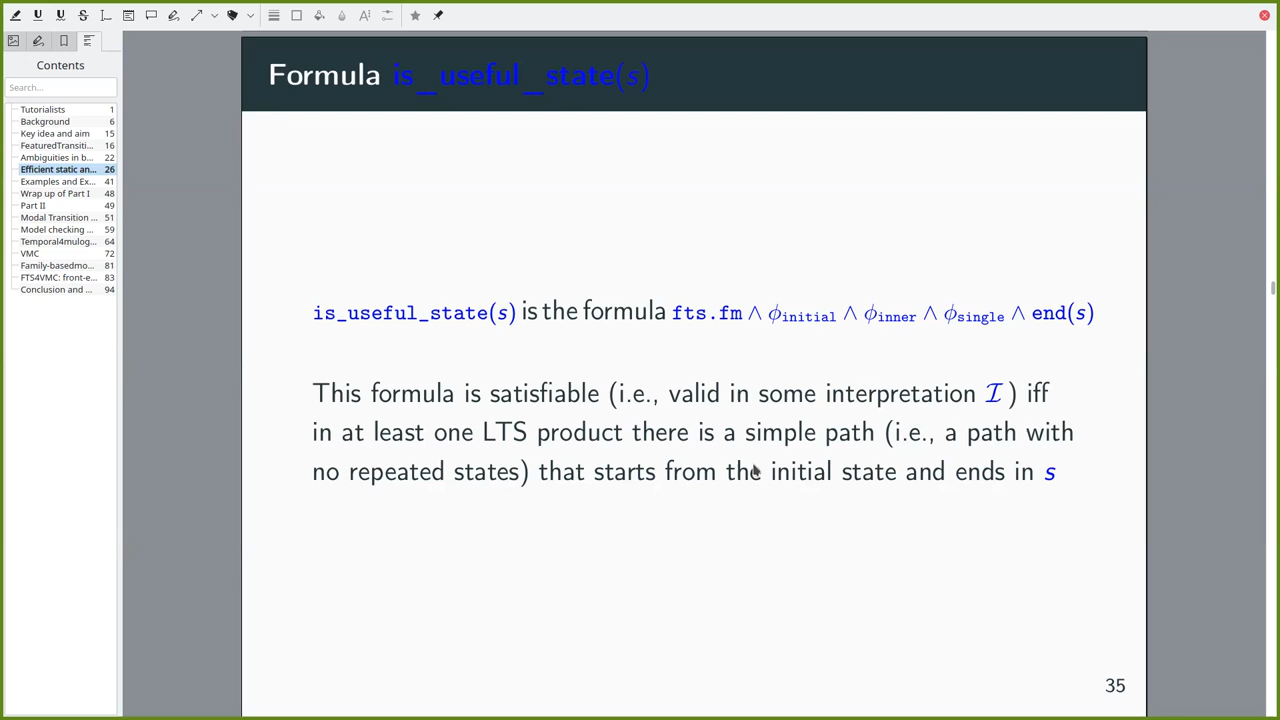 Contents
Search...
Tutorialists 1
Background 6
Key idea and aim 15
FeaturedTransiti... 16
Ambiguities in b... 22
Efficient static an... 26
Examples and Ex... 41
Wrap up of Part I 48
Part II 49
Modal Transition ... 51
Model checking ... 59
Temporal4mulog... 64
VMC 72
Family-basedmo... 81
FTS4VMC: front-e... 83
Conclusion and ... 94
Formula is_useful_state(s)
is_useful_state(s) is the formula fts.fm ∧ ϕ_initial ∧ ϕ_inner ∧ ϕ_single ∧ end(s)
This formula is satisfiable (i.e., valid in some interpretation ℐ) iff
in at least one LTS product there is a simple path (i.e., a path with
no repeated states) that starts from the initial state and ends in s
35